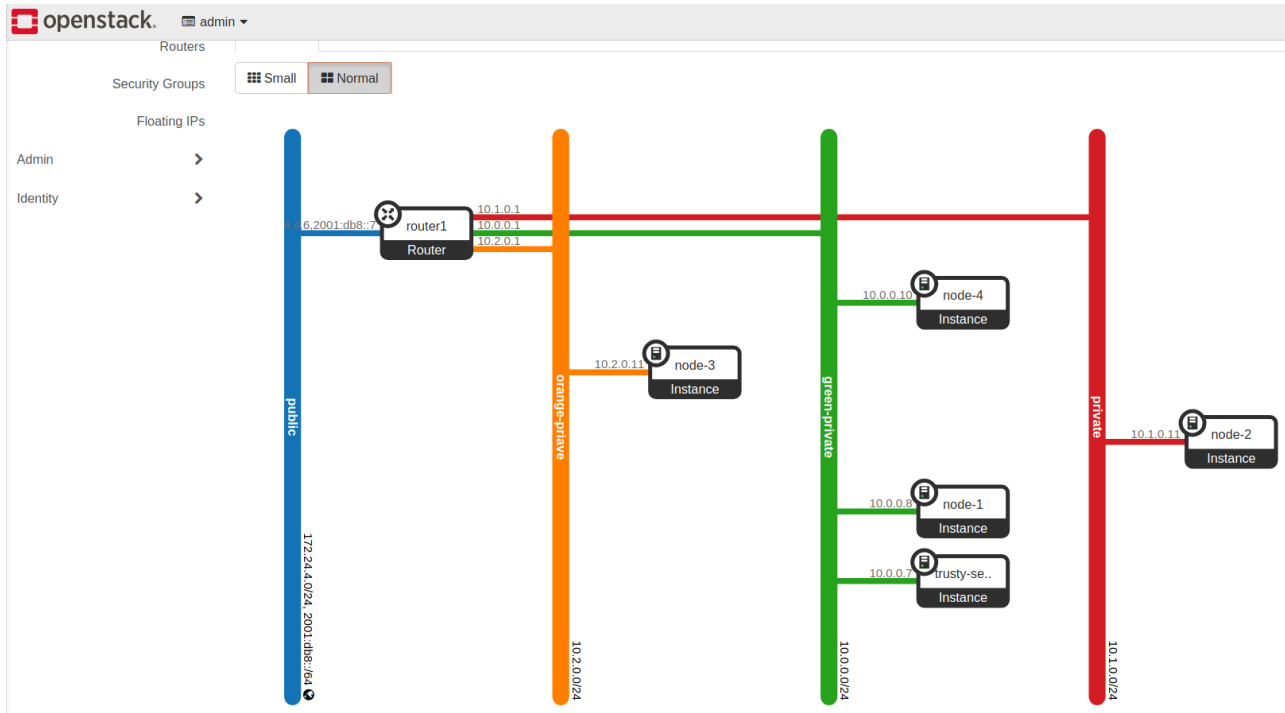 openstack. admin
Routers
Small Normal
Security Groups
Floating IPs
Admin
Identity
10.1.0.1
4.4.6,2001:db8::7 router1 10.0.0.1
Router 10.2.0.1
10.0.0.10 node-4
Instance
10.2.0.11 node-3
Instance
public
orange-priave
green-private
private
10.1.0.11 node-2
Instance
10.0.0.8 node-1
Instance
10.0.0.7 trusty-se..
Instance
172.24.4.0/24, 2001:db8::/64
10.2.0.0/24
10.0.0.0/24
10.1.0.0/24